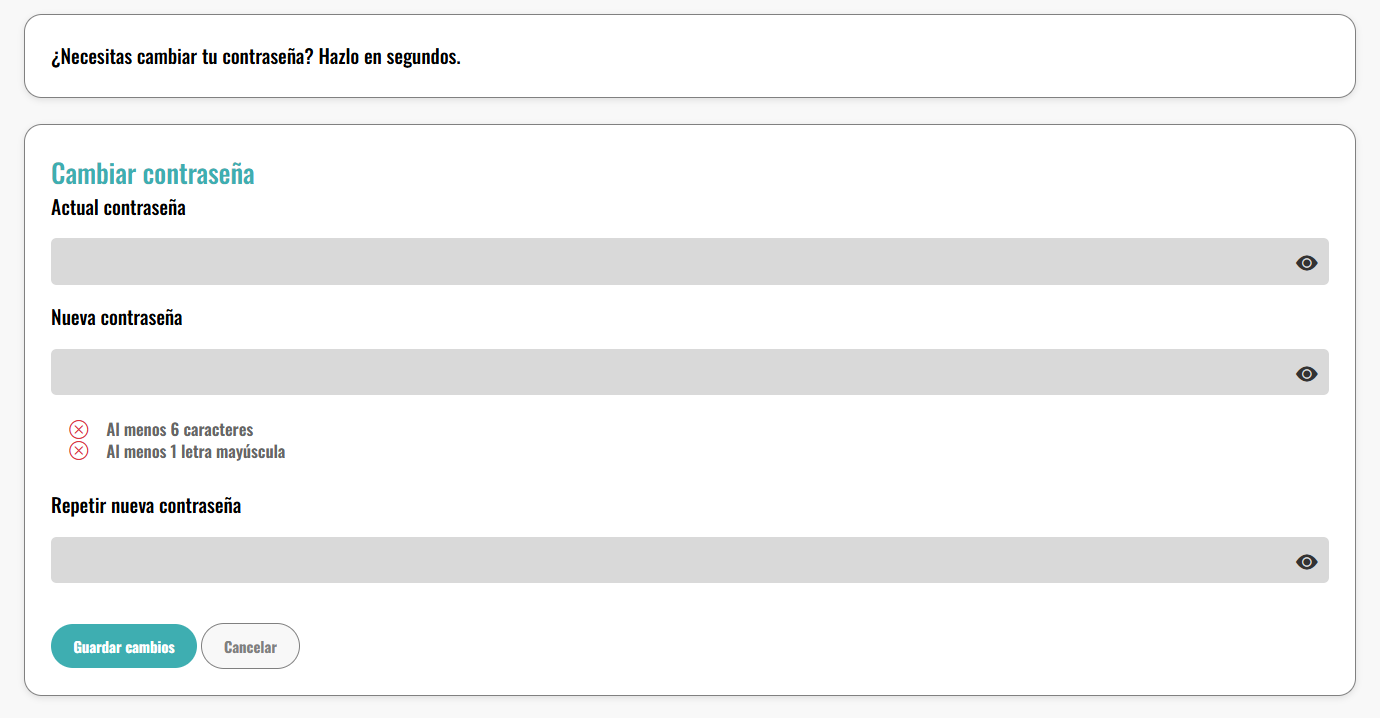 ¿Necesitas cambiar tu contraseña? Hazlo en segundos.
Cambiar contraseña
Actual contraseña
Nueva contraseña
Al menos 6 caracteres
Al menos 1 letra mayúscula
Repetir nueva contraseña
Guardar cambios Cancelar